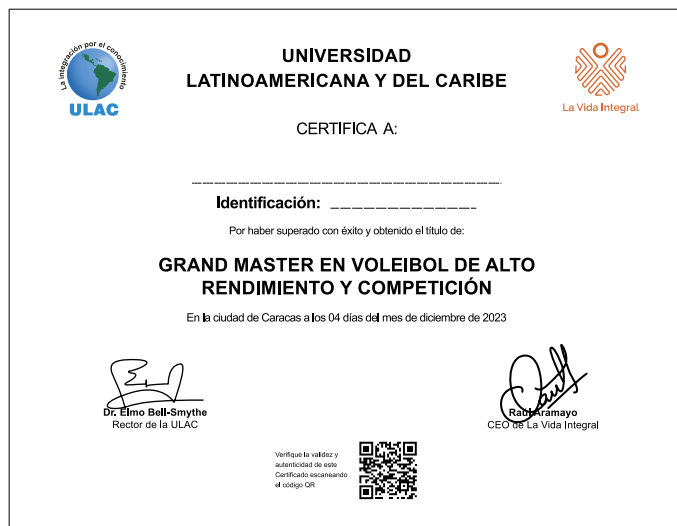 La integración por el conocimiento
ULAC
UNIVERSIDAD
LATINOAMERICANA Y DEL CARIBE
La Vida Integral
CERTIFICA A:
Identificación:
Por haber superado con éxito y obtenido el título de:
GRAND MASTER EN VOLEIBOL DE ALTO
RENDIMIENTO Y COMPETICIÓN
En la ciudad de Caracas a los 04 días del mes de diciembre de 2023
Dr. Elmo Bell-Smythe
Rector de la ULAC
Raúl Aramayo
CEO de La Vida Integral
Verifique la validez y
autenticidad de este
Certificado escaneando
el código QR